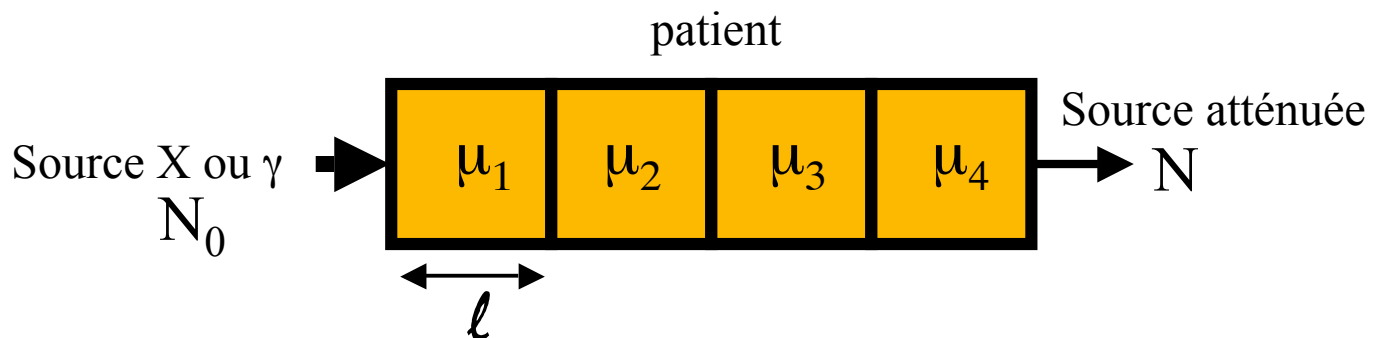 patient
Source X ou γ
N₀
μ₁ μ₂ μ₃ μ₄
Source atténuée
N
ℓ